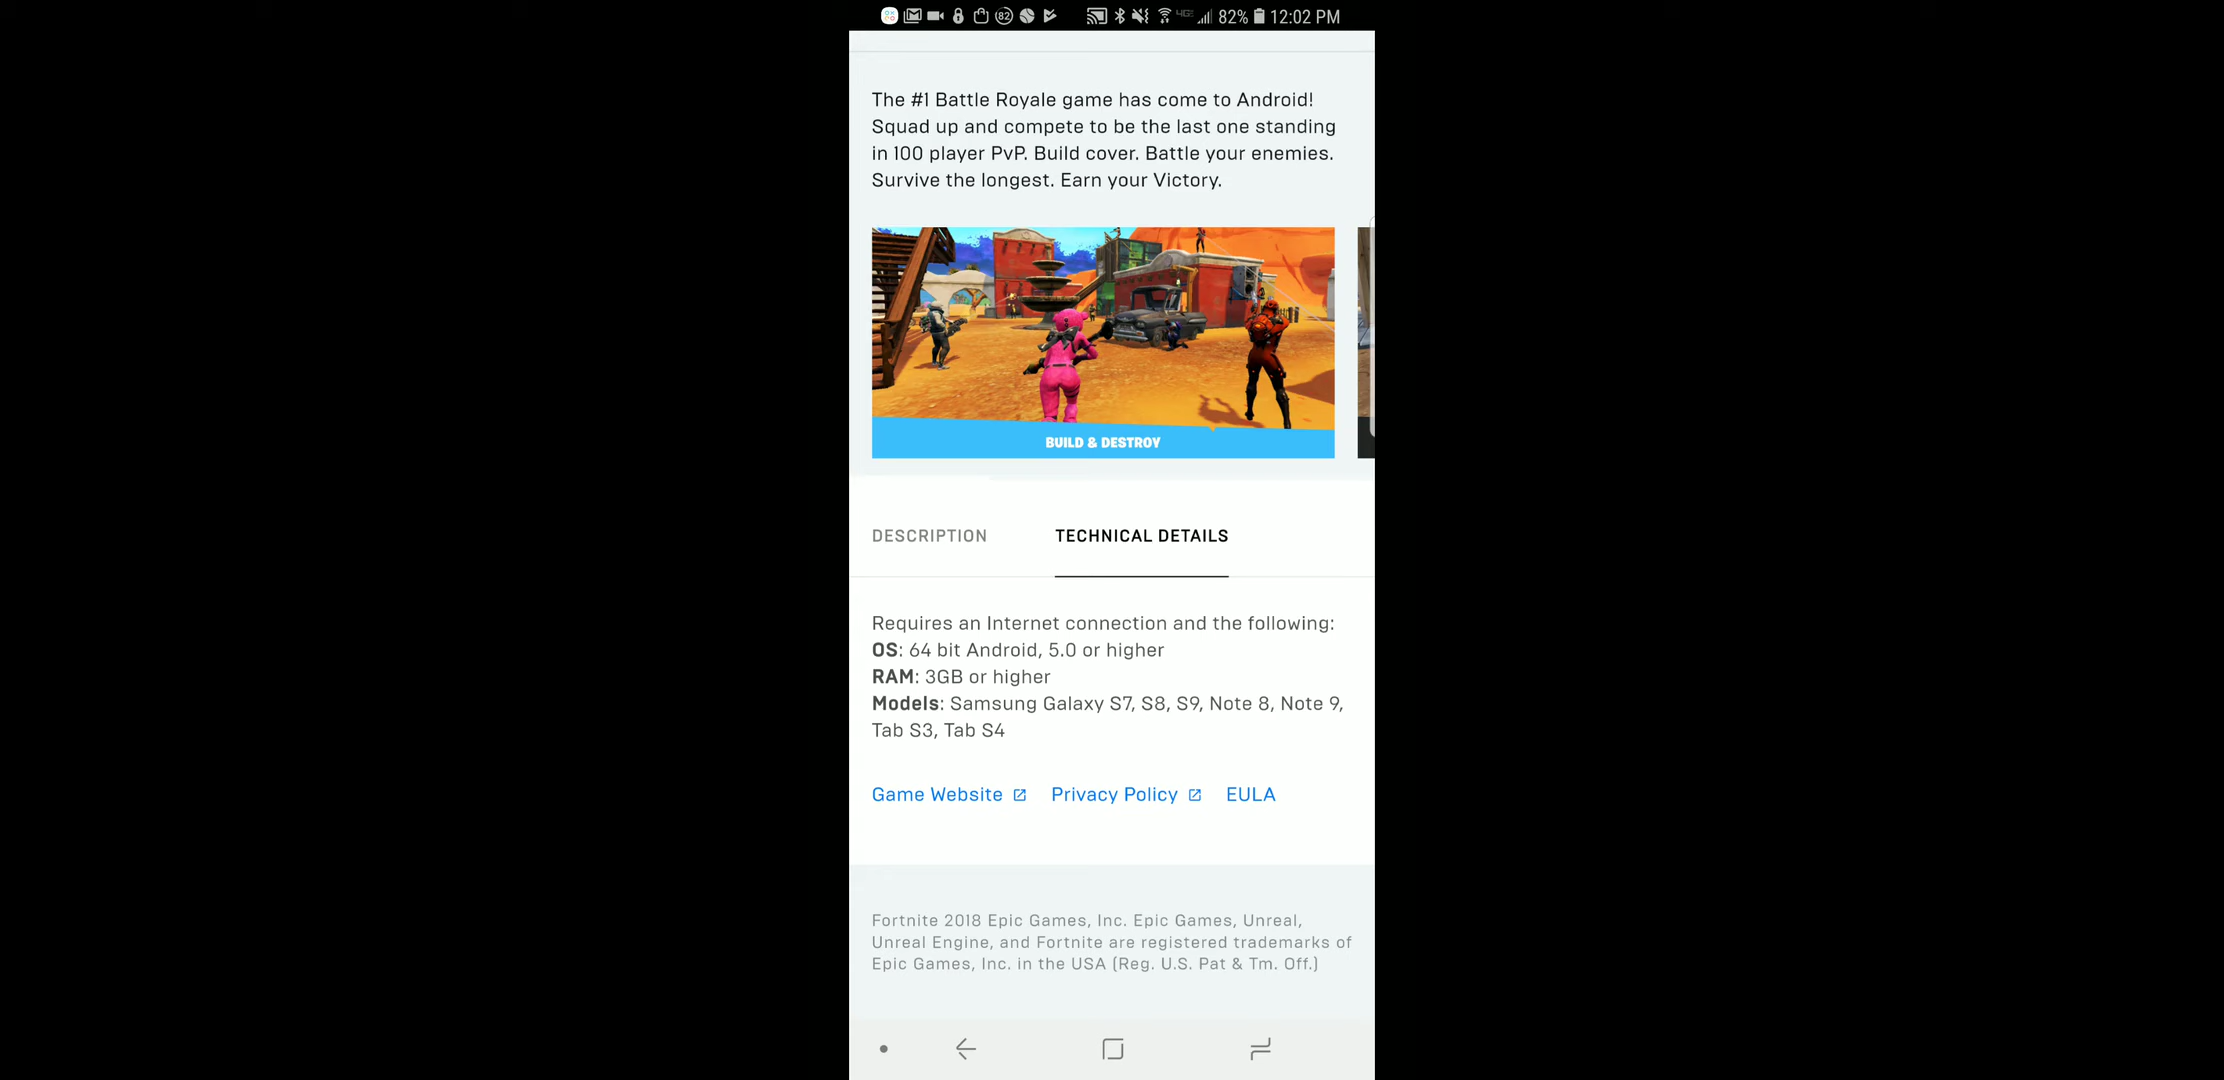 82 4GE 82% 12:02 PM
The #1 Battle Royale game has come to Android!
Squad up and compete to be the last one standing
in 100 player PvP. Build cover. Battle your enemies.
Survive the longest. Earn your Victory.
BUILD & DESTROY
DESCRIPTION TECHNICAL DETAILS
Requires an Internet connection and the following:
OS: 64 bit Android, 5.0 or higher
RAM: 3GB or higher
Models: Samsung Galaxy S7, S8, S9, Note 8, Note 9,
Tab S3, Tab S4
Game Website Privacy Policy EULA
Fortnite 2018 Epic Games, Inc. Epic Games, Unreal,
Unreal Engine, and Fortnite are registered trademarks of
Epic Games, Inc. in the USA (Reg. U.S. Pat & Tm. Off.)